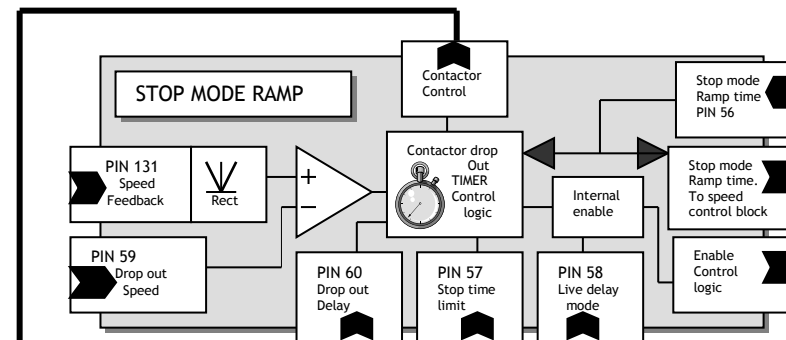 Contactor
Control
STOP MODE RAMP
Stop mode
Ramp time
PIN 56
PIN 131
Speed
Feedback
Rect
+
−
Contactor drop
Out
TIMER
Control
logic
Internal
enable
Stop mode
Ramp time.
To speed
control block
PIN 59
Drop out
Speed
PIN 60
Drop out
Delay
PIN 57
Stop time
limit
PIN 58
Live delay
mode
Enable
Control
logic